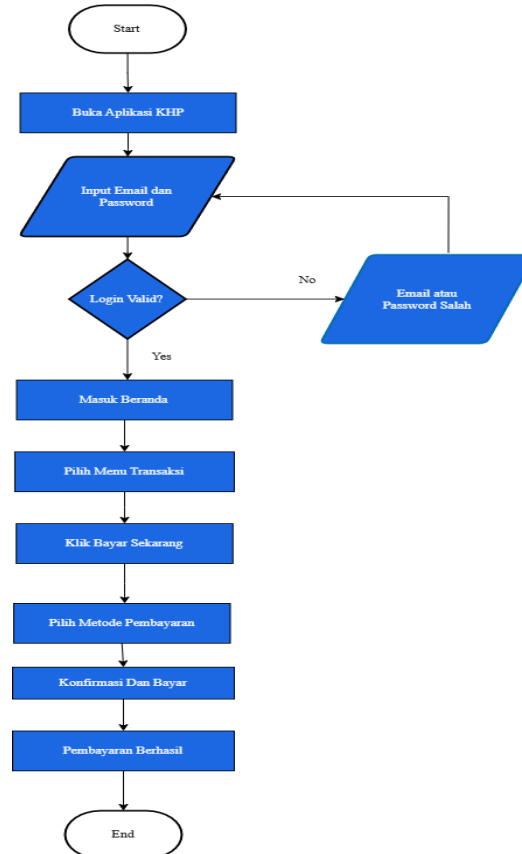 Start
Buka Aplikasi KHP
Input Email dan
Password
Login Valid?
No
Email atau
Password Salah
Yes
Masuk Beranda
Pilih Menu Transaksi
Klik Bayar Sekarang
Pilih Metode Pembayaran
Konfirmasi Dan Bayar
Pembayaran Berhasil
End